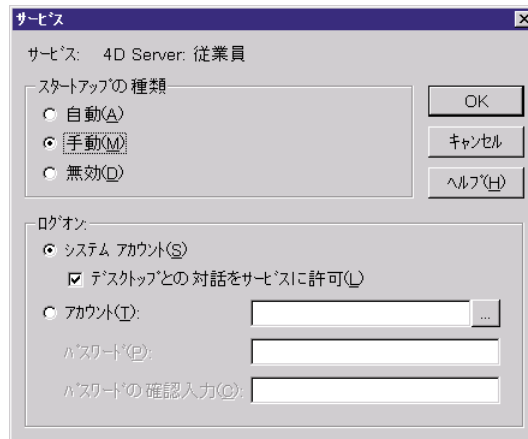 サービス
サービス: 4D Server: 従業員
スタートアップの種類
自動(A)
手動(M)
無効(D)
OK
キャンセル
ヘルプ(H)
ログオン:
システム アカウント(S)
デスクトップとの対話をサービスに許可(L)
アカウント(T):
...
パスワード(P):
パスワードの確認入力(C):